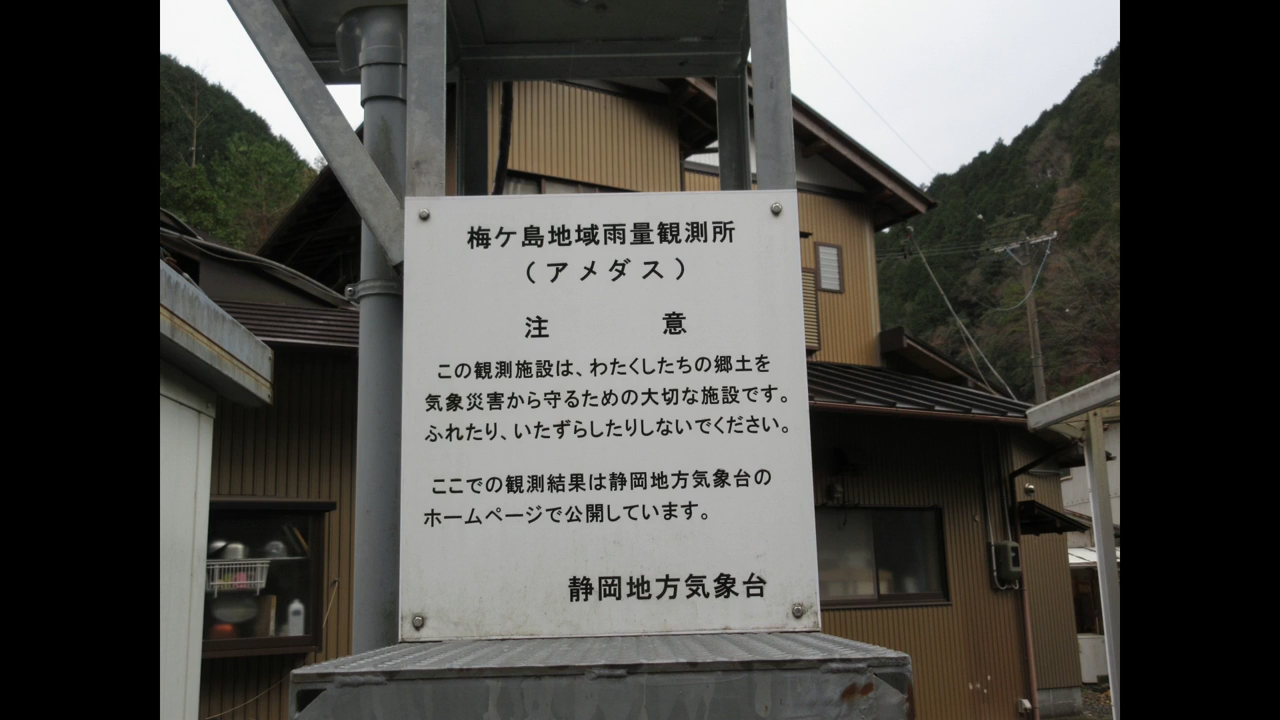 梅ケ島地域雨量観測所
（アメダス）
注　　　意
この観測施設は、わたくしたちの郷土を
気象災害から守るための大切な施設です。
ふれたり、いたずらしたりしないでください。
ここでの観測結果は静岡地方気象台の
ホームページで公開しています。
静岡地方気象台